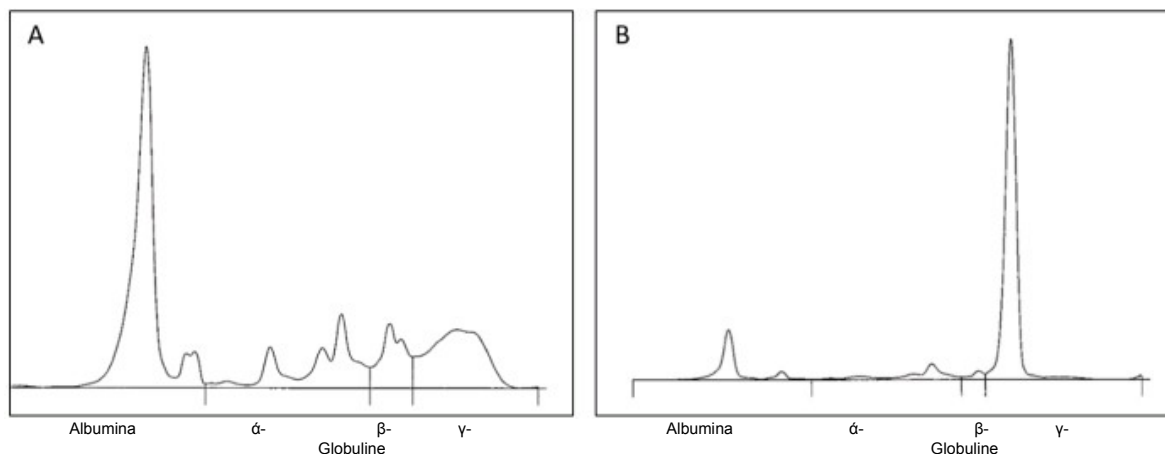 A
B
Albumina ά- β- γ-
Globuline
Albumina ά- β- γ-
Globuline